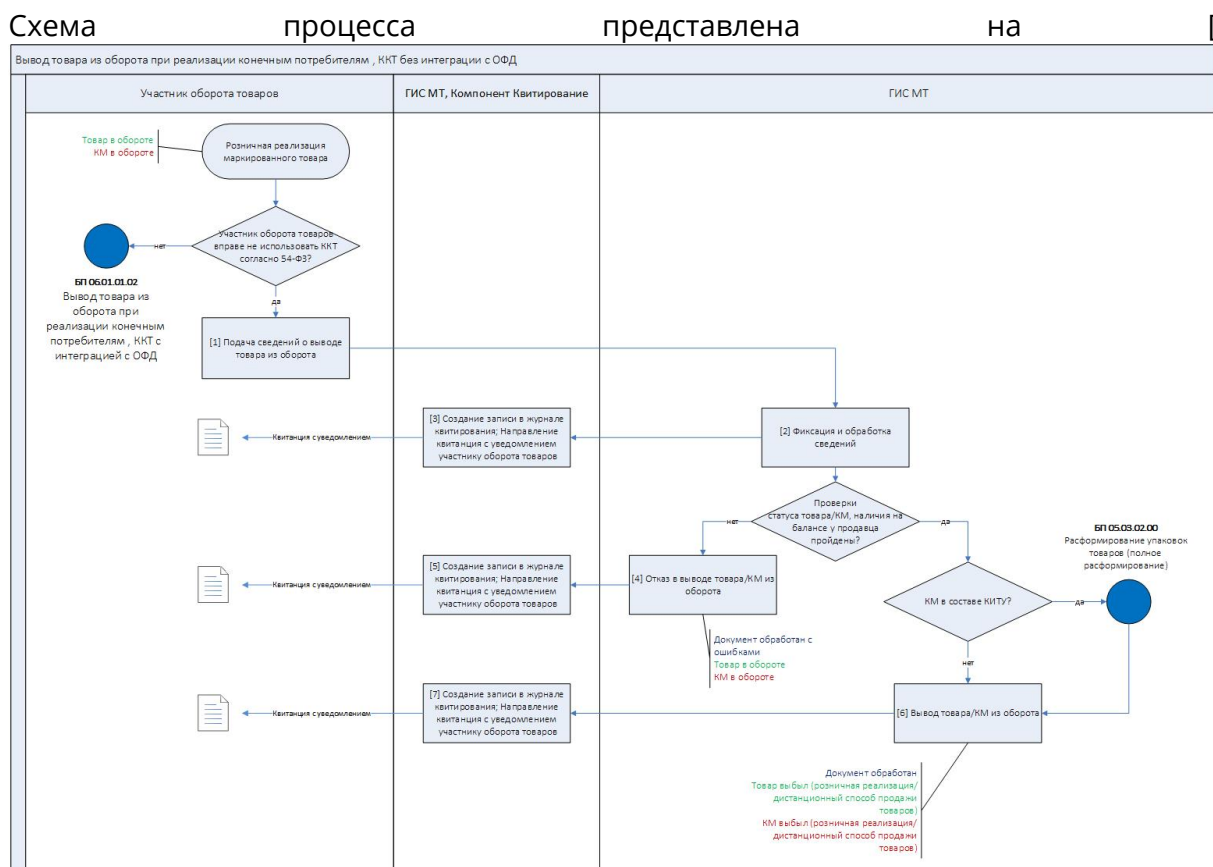 Схема процесса представлена на [
Вывод товара из оборота при реализации конечным потребителям , ККТ без интеграции с ОФД
Участник оборота товаров
ГИС МТ, Компонент Квитирование
ГИС МТ
Товар в обороте
КМ в обороте
Розничная реализация
маркированного товара
Участник оборота товаров
вправе не использовать ККТ
согласно 54-ФЗ?
нет
да
БП 06.01.01.02
Вывод товара из
оборота при
реализации конечным
потребителям , ККТ с
интеграцией с ОФД
[1] Подача сведений о выводе
товара из оборота
[2] Фиксация и обработка
сведений
[3] Создание записи в журнале
квитирования; Направление
квитанция с уведомлением
участнику оборота товаров
Квитанция с уведомлением
Проверки
статуса товара/КМ, наличия на
балансе у продавца
пройдены?
нет
да
БП 05.03.02.00
Расформирование упаковок
товаров (полное
расформирование)
[4] Отказ в выводе товара/КМ из
оборота
[5] Создание записи в журнале
квитирования; Направление
квитанция с уведомлением
участнику оборота товаров
Квитанция с уведомлением
КМ в составе КИТУ?
да
нет
Документ обработан с
ошибками
Товар в обороте
КМ в обороте
[6] Вывод товара/КМ из оборота
[7] Создание записи в журнале
квитирования; Направление
квитанция с уведомлением
участнику оборота товаров
Квитанция с уведомлением
Документ обработан
Товар выбыл (розничная реализация/
дистанционный способ продажи
товаров)
КМ выбыл (розничная реализация/
дистанционный способ продажи
товаров)